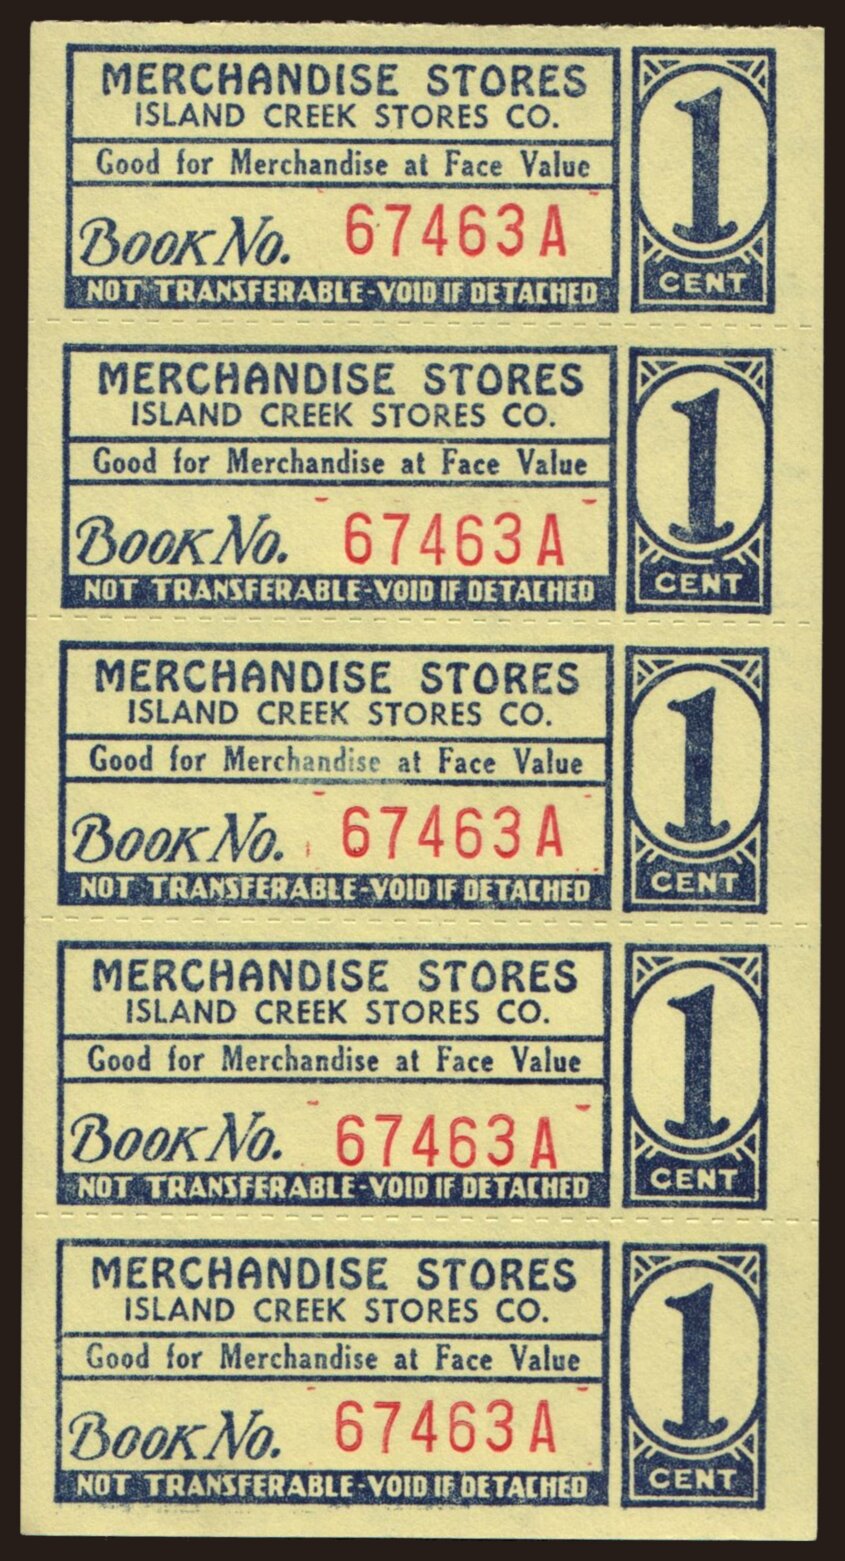 MERCHANDISE STORES
ISLAND CREEK STORES CO.
Good for Merchandise at Face Value
Book No. 67463A
NOT TRANSFERABLE-VOID IF DETACHED
1
CENT
MERCHANDISE STORES
ISLAND CREEK STORES CO.
Good for Merchandise at Face Value
Book No. 67463A
NOT TRANSFERABLE-VOID IF DETACHED
1
CENT
MERCHANDISE STORES
ISLAND CREEK STORES CO.
Good for Merchandise at Face Value
Book No. 67463A
NOT TRANSFERABLE-VOID IF DETACHED
1
CENT
MERCHANDISE STORES
ISLAND CREEK STORES CO.
Good for Merchandise at Face Value
Book No. 67463A
NOT TRANSFERABLE-VOID IF DETACHED
1
CENT
MERCHANDISE STORES
ISLAND CREEK STORES CO.
Good for Merchandise at Face Value
Book No. 67463A
NOT TRANSFERABLE-VOID IF DETACHED
1
CENT